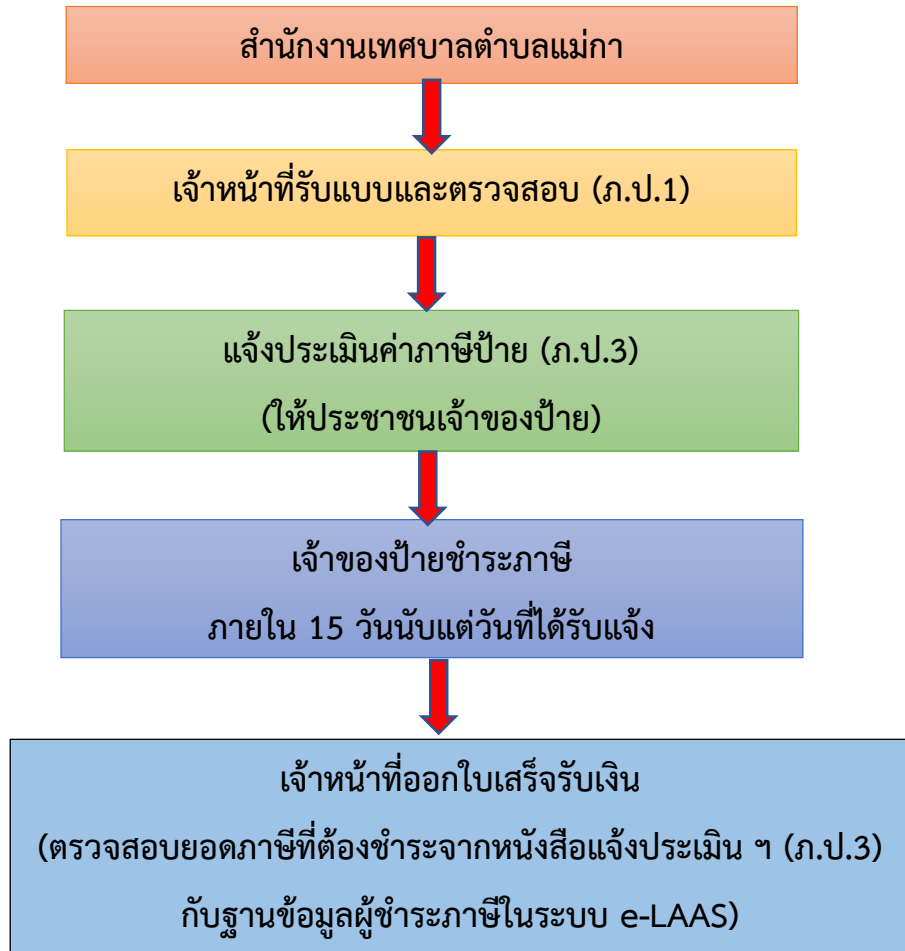 สำนักงานเทศบาลตำบลแม่กา
เจ้าหน้าที่รับแบบและตรวจสอบ (ภ.ป.1)
แจ้งประเมินค่าภาษีป้าย (ภ.ป.3)
(ให้ประชาชนเจ้าของป้าย)
เจ้าของป้ายชำระภาษี
ภายใน 15 วันนับแต่วันที่ได้รับแจ้ง
เจ้าหน้าที่ออกใบเสร็จรับเงิน
(ตรวจสอบยอดภาษีที่ต้องชำระจากหนังสือแจ้งประเมิน ฯ (ภ.ป.3)
กับฐานข้อมูลผู้ชำระภาษีในระบบ e-LAAS)